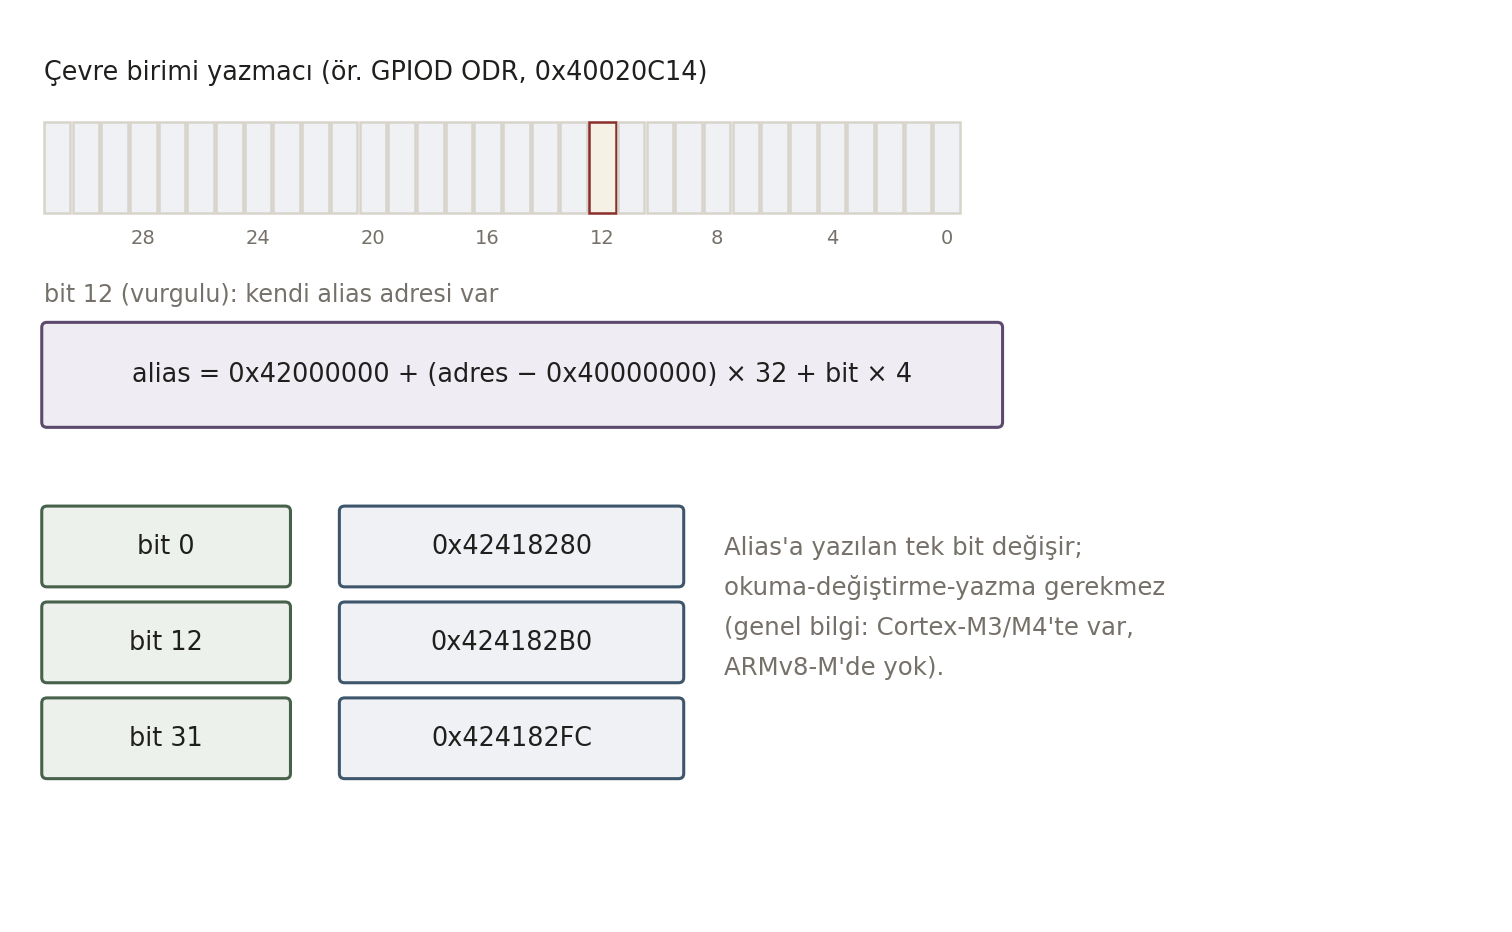 Çevre birimi yazmacı (ör. GPIOD ODR, 0x40020C14)
28 24 20 16 12 8 4 0
bit 12 (vurgulu): kendi alias adresi var
alias = 0x42000000 + (adres − 0x40000000) × 32 + bit × 4
bit 0 0x42418280
bit 12 0x424182B0
bit 31 0x424182FC
Alias'a yazılan tek bit değişir;
okuma-değiştirme-yazma gerekmez
(genel bilgi: Cortex-M3/M4'te var,
ARMv8-M'de yok).